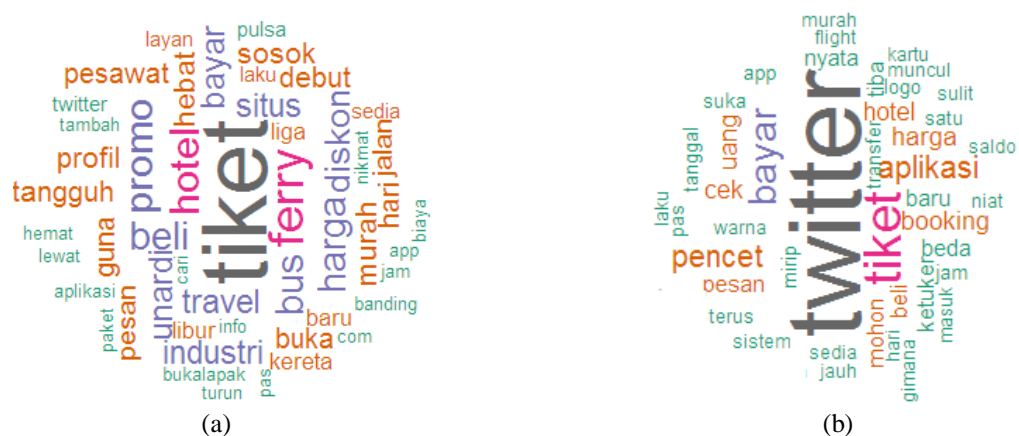 pulsa
layan
bayar
sosok
pesawat
hebat
laku
debut
twitter
situs
tambah
promo
hotel
tiket
liga
diskon
sedia
nikmat
jalan
profil
tangguh
ferry
harga
hari
murah
biaya
hemat
guna
beli
cari
bus
app
lewat
unardi
travel
jam
aplikasi
paket
pesan
libur
info
baru
banding
industri
buka
com
kereta
bukalapak
pas
turun
(a)
murah
flight
nyata
kartu
tiba
muncul
app
logo
sulit
suka
hotel
satu
uang
bayar
twitter
transfer
harga
saldo
tanggal
aplikasi
cek
laku
pas
tiket
baru
niat
booking
warna
pencet
mirip
beda
pesan
jam
beli
ketuker
masuk
terus
mohon
hari
sistem
gimana
sedia
jauh
(b)